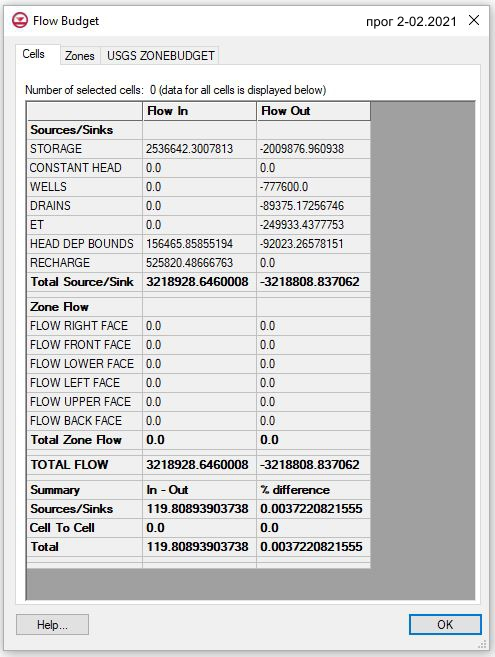 Flow Budget прог 2-02.2021
Cells Zones USGS ZONEBUDGET
Number of selected cells: 0 (data for all cells is displayed below)
Flow In Flow Out
Sources/Sinks
STORAGE 2536642.3007813 -2009876.960938
CONSTANT HEAD 0.0 0.0
WELLS 0.0 -777600.0
DRAINS 0.0 -89375.17256746
ET 0.0 -249933.4377753
HEAD DEP BOUNDS 156465.85855194 -92023.26578151
RECHARGE 525820.48666763 0.0
Total Source/Sink 3218928.6460008 -3218808.837062
Zone Flow
FLOW RIGHT FACE 0.0 0.0
FLOW FRONT FACE 0.0 0.0
FLOW LOWER FACE 0.0 0.0
FLOW LEFT FACE 0.0 0.0
FLOW UPPER FACE 0.0 0.0
FLOW BACK FACE 0.0 0.0
Total Zone Flow 0.0 0.0
TOTAL FLOW 3218928.6460008 -3218808.837062
Summary In - Out % difference
Sources/Sinks 119.80893903738 0.0037220821555
Cell To Cell 0.0 0.0
Total 119.80893903738 0.0037220821555
Help... OK